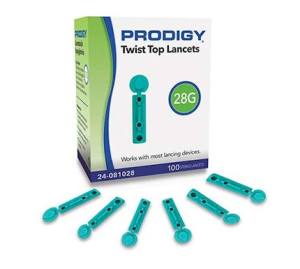 PRODIGY
Twist Top Lancets
28G
Works with most lancing devices.
24-081028
100